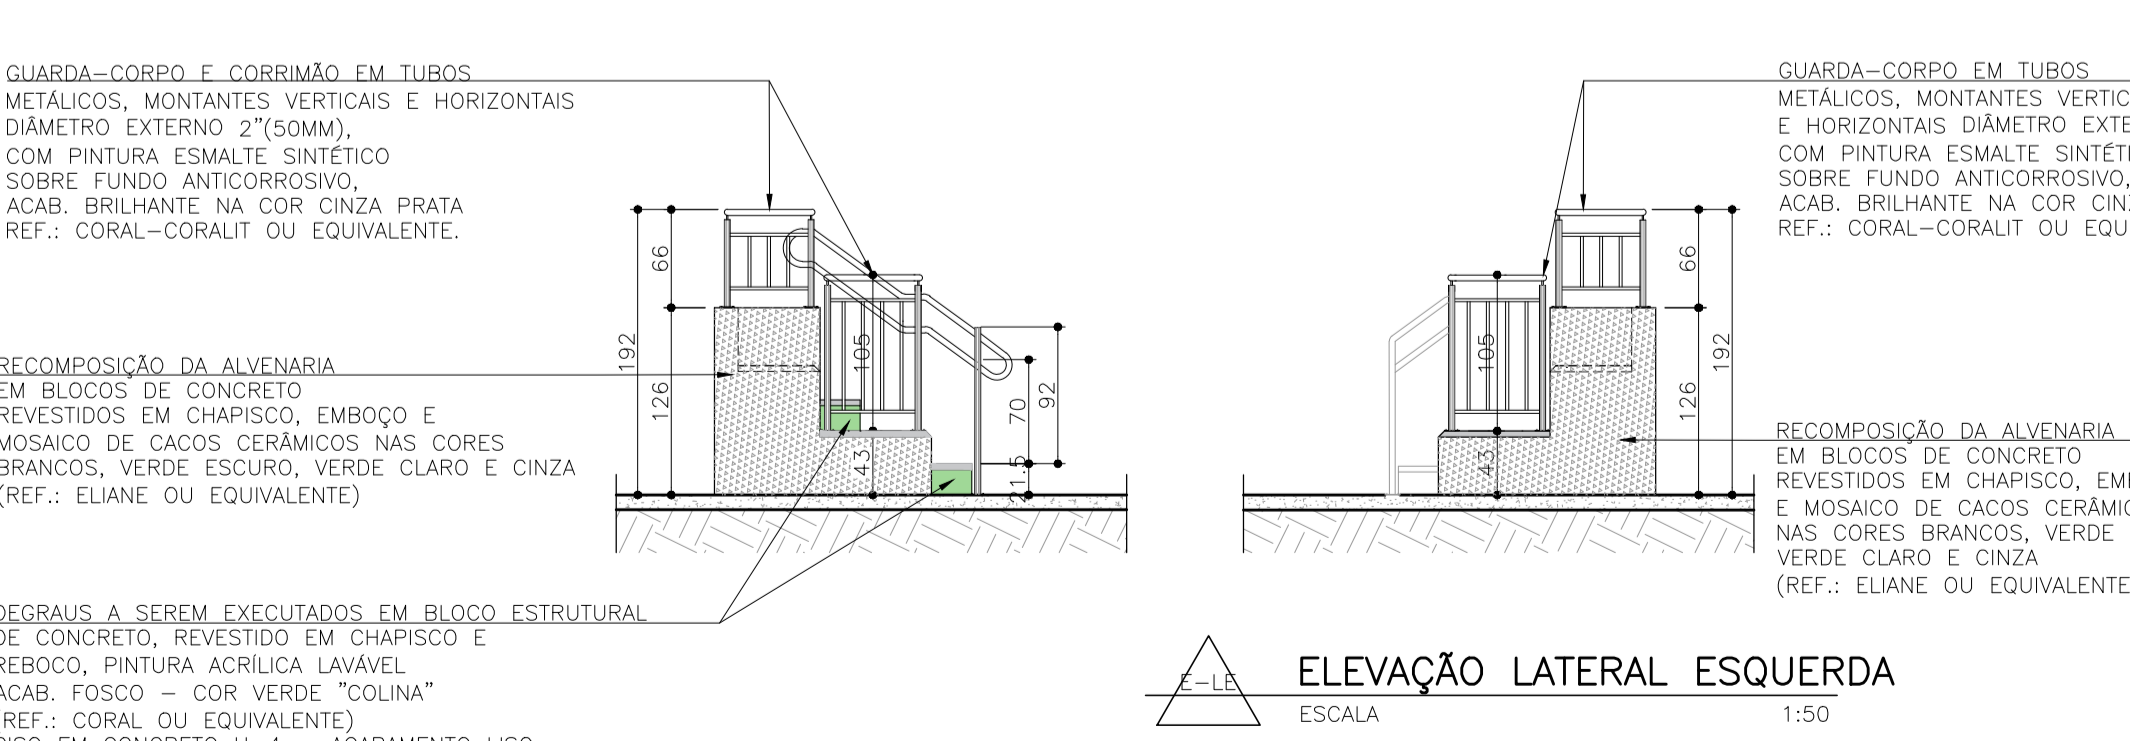 GUARDA-CORPO E CORRIMÃO EM TUBOS
METÁLICOS, MONTANTES VERTICAIS E HORIZONTAIS
DIÂMETRO EXTERNO 2"(50MM),
COM PINTURA ESMALTE SINTÉTICO
SOBRE FUNDO ANTICORROSIVO,
ACAB. BRILHANTE NA COR CINZA PRATA
REF.: CORAL-CORALIT OU EQUIVALENTE.
RECOMPOSIÇÃO DA ALVENARIA
EM BLOCOS DE CONCRETO
REVESTIDOS EM CHAPISCO, EMBOÇO E
MOSAICO DE CACOS CERÂMICOS NAS CORES
BRANCOS, VERDE ESCURO, VERDE CLARO E CINZA
(REF.: ELIANE OU EQUIVALENTE)
DEGRAUS A SEREM EXECUTADOS EM BLOCO ESTRUTURAL
DE CONCRETO, REVESTIDO EM CHAPISCO E
REBOCO, PINTURA ACRÍLICA LAVÁVEL
ACAB. FOSCO - COR VERDE "COLINA"
(REF.: CORAL OU EQUIVALENTE)
192
66
126
105
43
21.5
70
92
105
43
66
126
192
GUARDA-CORPO EM TUBOS
METÁLICOS, MONTANTES VERTIC
E HORIZONTAIS DIÂMETRO EXTE
COM PINTURA ESMALTE SINTÉTI
SOBRE FUNDO ANTICORROSIVO,
ACAB. BRILHANTE NA COR CIN
REF.: CORAL-CORALIT OU EQU
RECOMPOSIÇÃO DA ALVENARIA
EM BLOCOS DE CONCRETO
REVESTIDOS EM CHAPISCO, EM
E MOSAICO DE CACOS CERÂMIC
NAS CORES BRANCOS, VERDE
VERDE CLARO E CINZA
(REF.: ELIANE OU EQUIVALENTE
E-LE
ELEVAÇÃO LATERAL ESQUERDA
ESCALA 1:50